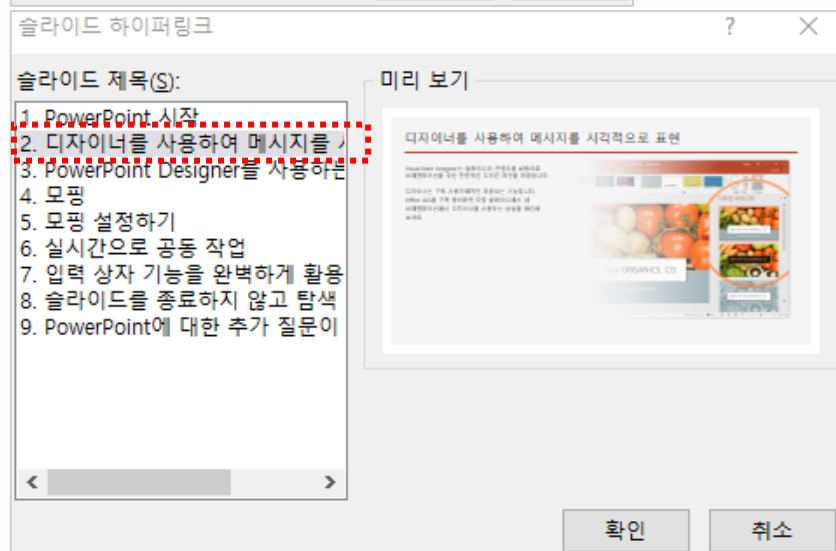 슬라이드 하이퍼링크 ?
슬라이드 제목(S):
1. PowerPoint 시작
2. 디자이너를 사용하여 메시지를
3. PowerPoint Designer를 사용하는
4. 모핑
5. 모핑 설정하기
6. 실시간으로 공동 작업
7. 입력 상자 기능을 완벽하게 활용
8. 슬라이드를 종료하지 않고 탐색
9. PowerPoint에 대한 추가 질문이
미리 보기
디자이너를 사용하여 메시지를 시각적으로 표현
ORGANICS, CO.
확인 취소